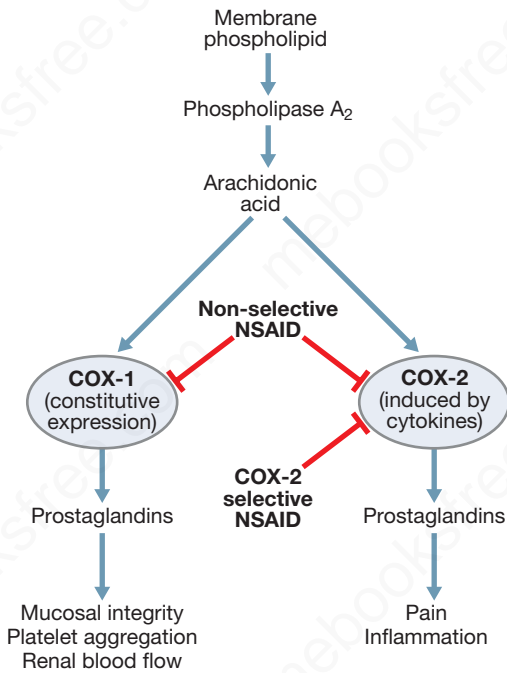 Membrane
phospholipid
Phospholipase A₂
Arachidonic
acid
Non-selective
NSAID
COX-1
(constitutive
expression)
COX-2
(induced by
cytokines)
COX-2
selective
NSAID
Prostaglandins
Prostaglandins
Mucosal integrity
Platelet aggregation
Renal blood flow
Pain
Inflammation